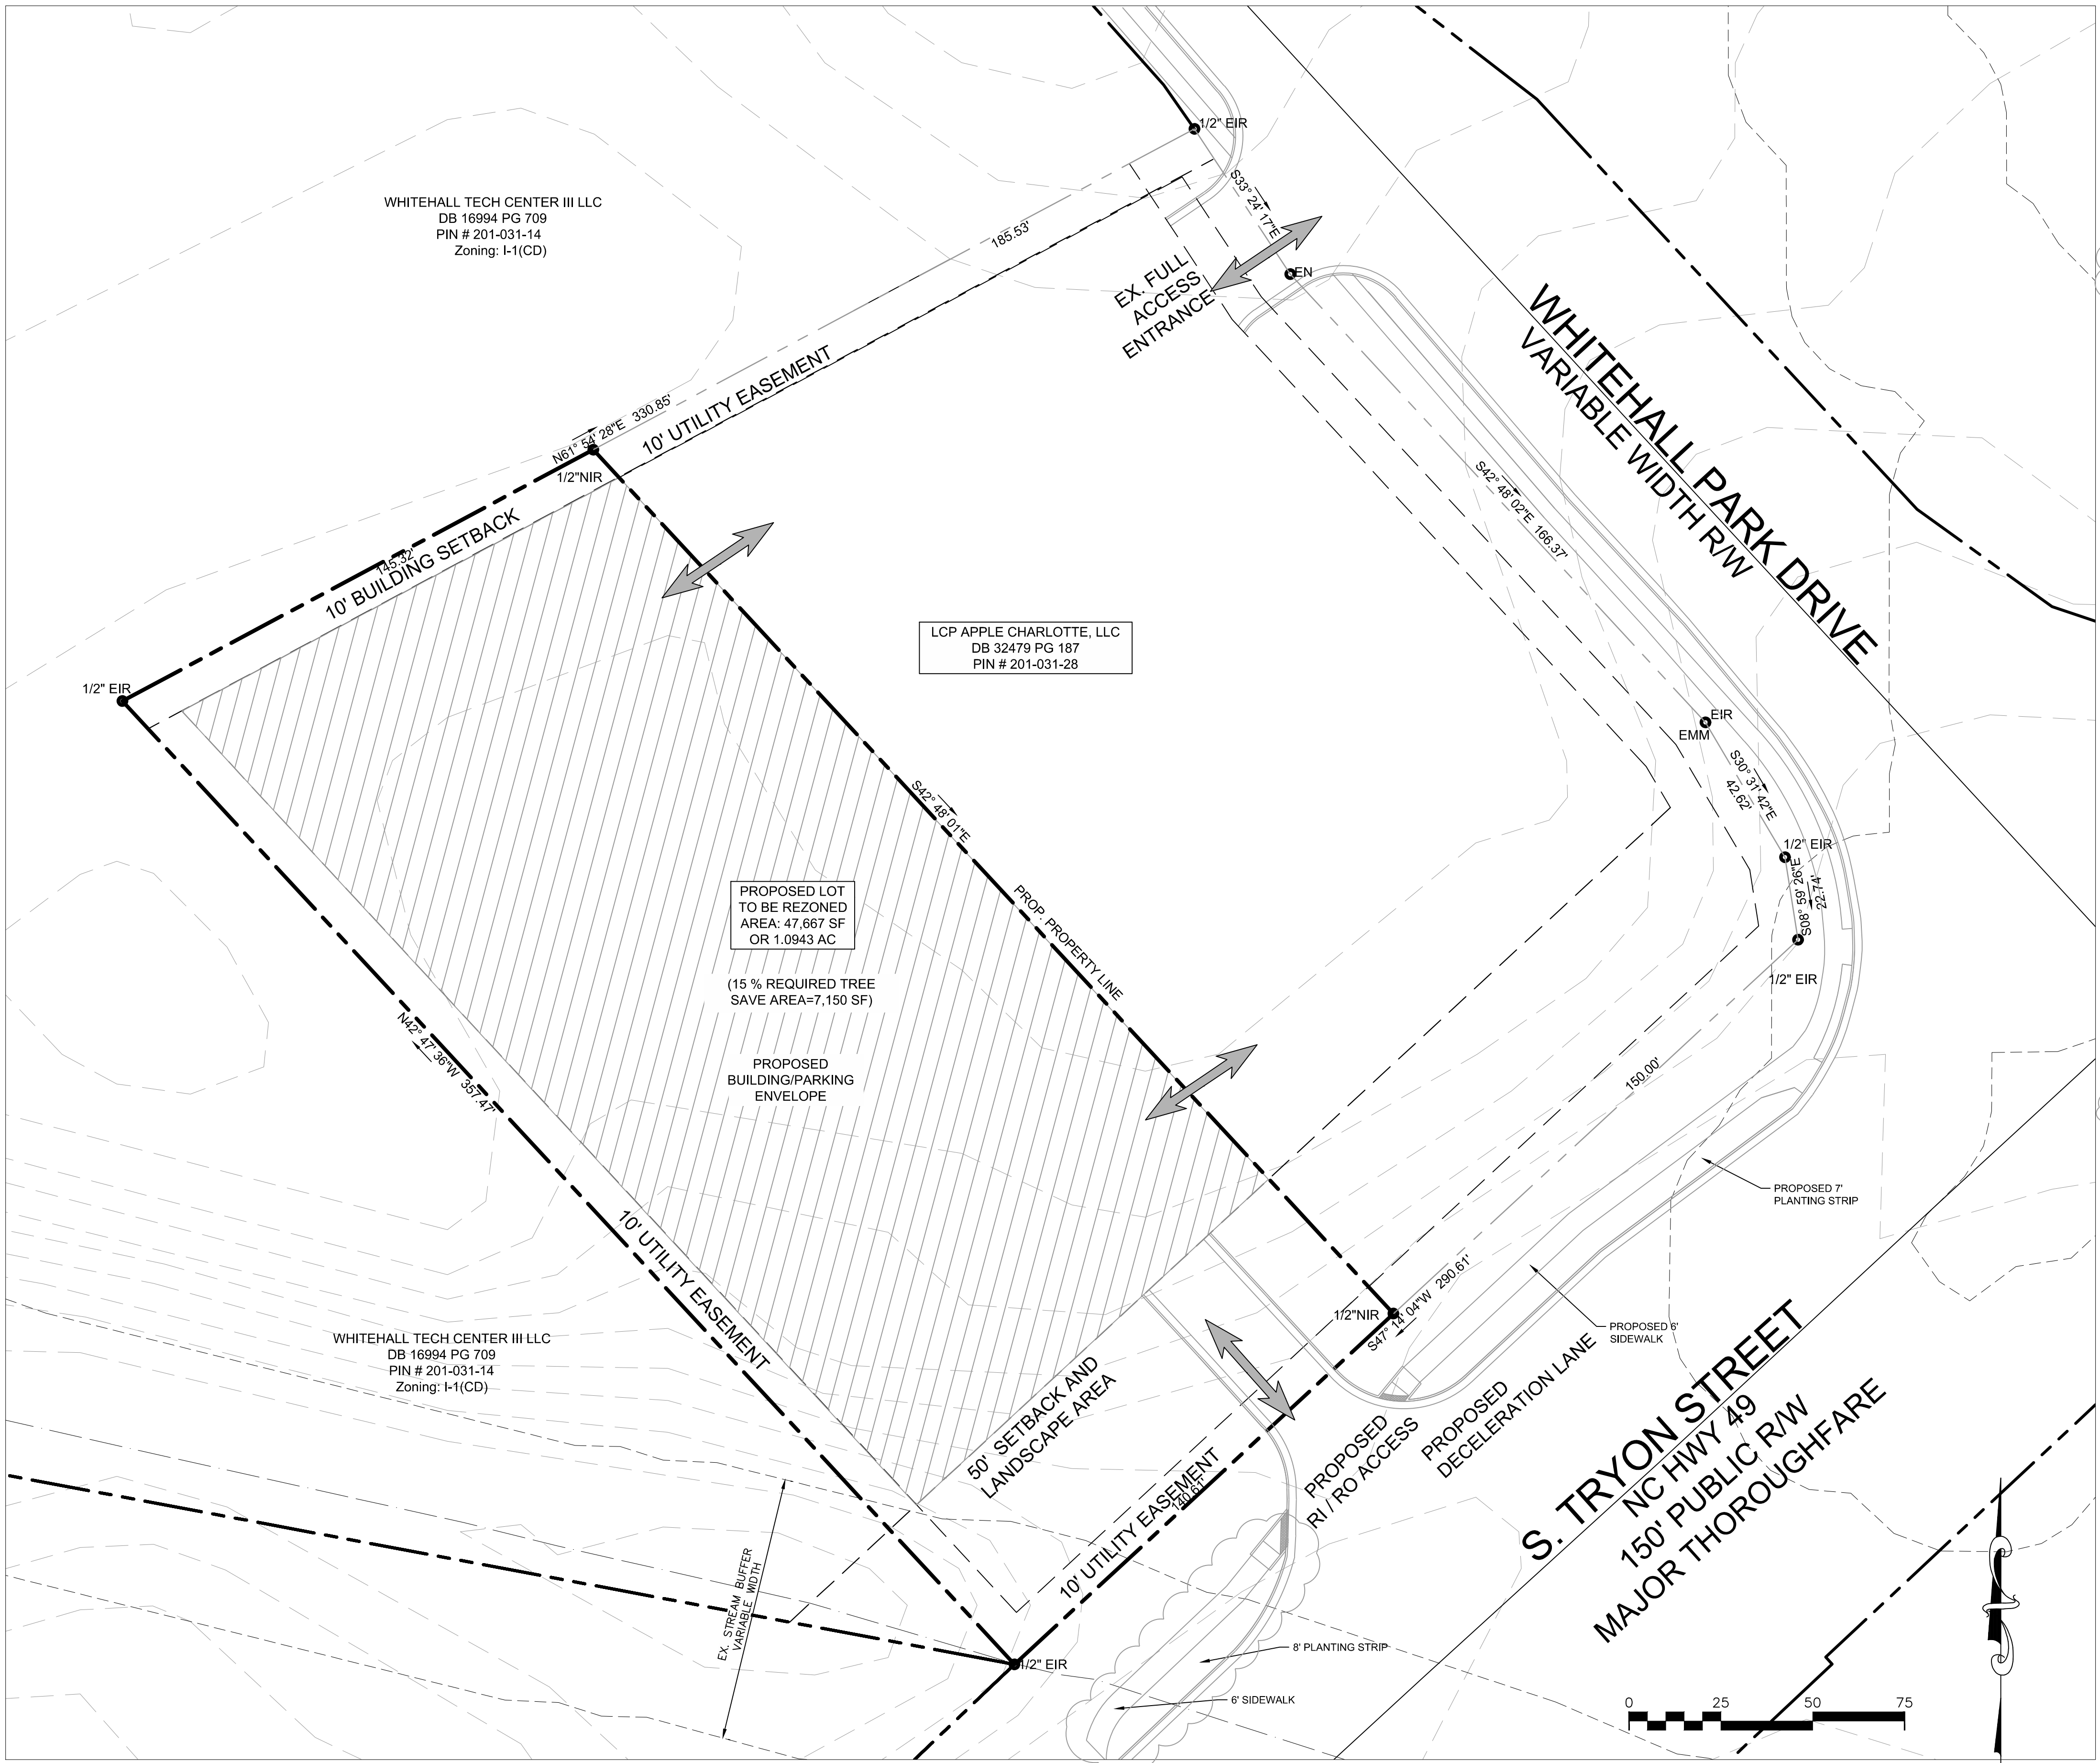 1/2" EIR
WHITEHALL TECH CENTER III LLC
DB 16994 PG 709
PIN # 201-031-14
Zoning: I-1(CD)
S33° 24' 17"E
185.53'
EX. FULL
ACCESS
ENTRANCE
EN
WHITEHALL PARK DRIVE
VARIABLE WIDTH R/W
10' UTILITY EASEMENT
N61° 54' 28"E 330.85'
1/2"NIR
10' BUILDING SETBACK
145.32'
S42° 48' 02"E 166.37'
LCP APPLE CHARLOTTE, LLC
DB 32479 PG 187
PIN # 201-031-28
1/2" EIR
EIR
EMM
S30° 31' 42"E
42.62'
S42° 48' 01"E
1/2" EIR
S08° 59' 26"E
22.74'
PROPOSED LOT
TO BE REZONED
AREA: 47,667 SF
OR 1.0943 AC
PROP. PROPERTY LINE
(15 % REQUIRED TREE
SAVE AREA=7,150 SF)
1/2" EIR
N42° 47' 36"W 357.47'
PROPOSED
BUILDING/PARKING
ENVELOPE
150.00'
PROPOSED 7'
PLANTING STRIP
10' UTILITY EASEMENT
S47° 14' 04"W 290.61'
1/2"NIR
PROPOSED 6'
SIDEWALK
WHITEHALL TECH CENTER III LLC
DB 16994 PG 709
PIN # 201-031-14
Zoning: I-1(CD)
50' SETBACK AND
LANDSCAPE AREA
PROPOSED
RI / RO ACCESS
PROPOSED
DECELERATION LANE
S. TRYON STREET
NC HWY 49
150' PUBLIC R/W
MAJOR THOROUGHFARE
10' UTILITY EASEMENT
140.61'
EX. STREAM BUFFER
VARIABLE WIDTH
1/2" EIR
8' PLANTING STRIP
6' SIDEWALK
0 25 50 75